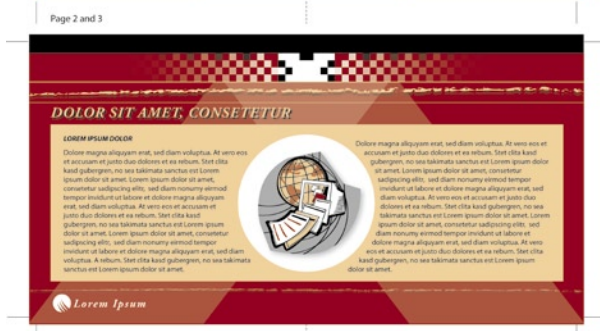 Page 2 and 3
DOLOR SIT AMET, CONSETETUR
LOREM IPSUM DOLOR
Dolore magna aliquyam erat, sed diam voluptua. At vero eos
et accusam et justo duo dolores et ea rebum. Stet clita
kasd gubergren, no sea takimata sanctus est Lorem
ipsum dolor sit amet. Lorem ipsum dolor sit amet,
consetetur sadipscing elitr, sed diam nonumy eirmod
tempor invidunt ut labore et dolore magna aliquyam
erat, sed diam voluptua. At vero eos et accusam et
justo duo dolores et ea rebum. Stet clita kasd
gubergren, no sea takimata sanctus est Lorem ipsum
dolor sit amet. Lorem ipsum dolor sit amet, consetetur
sadipscing elitr, sed diam nonumy eirmod tempor
invidunt ut labore et dolore magna aliquyam erat, sed diam
voluptua. A rebum. Stet clita kasd gubergren, no sea takimata
sanctus est Lorem ipsum dolor sit amet.
Dolore magna aliquyam erat, sed diam voluptua. At vero eos et
accusam et justo duo dolores et ea rebum. Stet clita kasd
gubergren, no sea takimata sanctus est Lorem ipsum dolor
sit amet. Lorem ipsum dolor sit amet, consetetur
sadipscing elitr, sed diam nonumy eirmod tempor
invidunt ut labore et dolore magna aliquyam erat, sed
diam voluptua. At vero eos et accusam et justo duo
dolores et ea rebum. Stet clita kasd gubergren, no sea
takimata sanctus est Lorem ipsum dolor sit amet. Lorem
ipsum dolor sit amet, consetetur sadipscing elitr, sed
diam nonumy eirmod tempor invidunt ut labore et
dolore magna aliquyam erat, sed diam voluptua. At vero
eos et accusam et justo duo dolores et ea rebum. Stet clita
kasd gubergren, no sea takimata sanctus est Lorem ipsum
dolor sit amet.
Lorem Ipsum